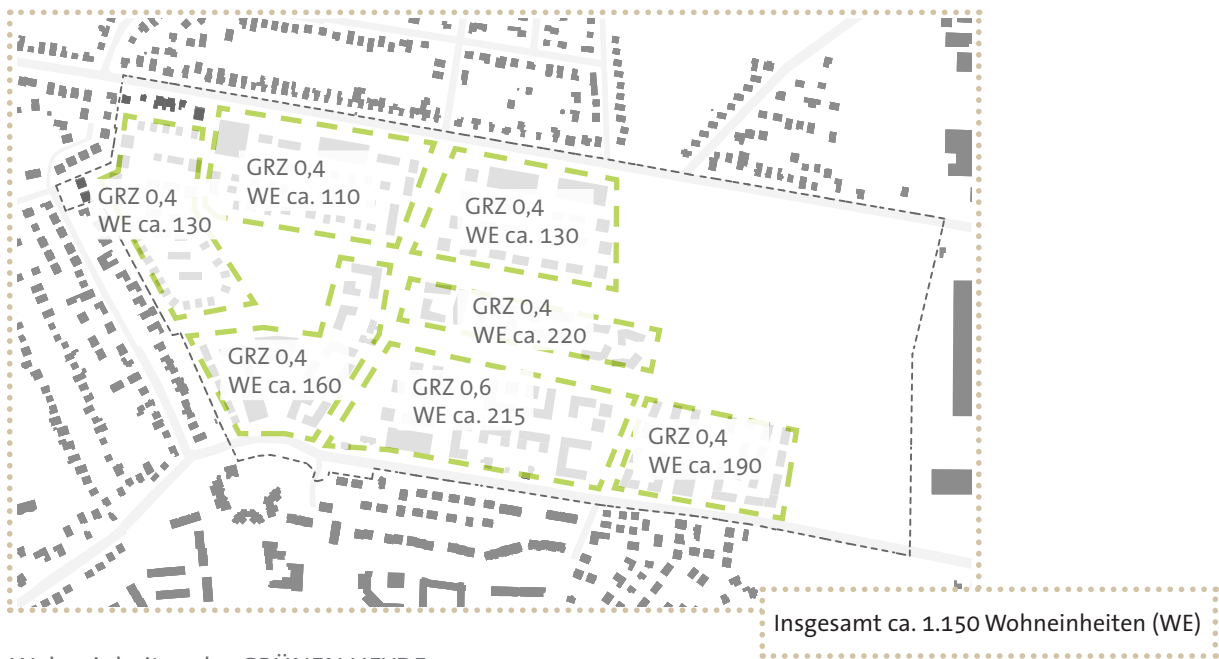 GRZ 0,4
WE ca. 130
GRZ 0,4
WE ca. 110
GRZ 0,4
WE ca. 130
GRZ 0,4
WE ca. 220
GRZ 0,4
WE ca. 160
GRZ 0,6
WE ca. 215
GRZ 0,4
WE ca. 190
Insgesamt ca. 1.150 Wohneinheiten (WE)